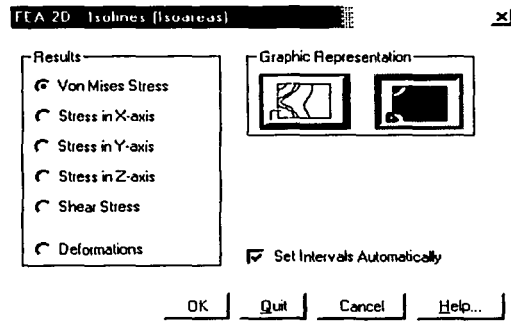 FEA 2D Isolines (Isoareas)
Results
Von Mises Stress
Stress in X-axis
Stress in Y-axis
Stress in Z-axis
Shear Stress
Deformations
Graphic Representation
Set Intervals Automatically
OK Quit Cancel Help...